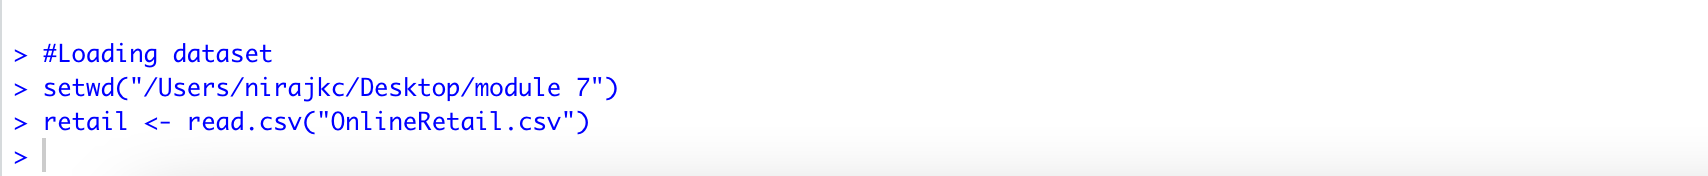 > #Loading dataset
> setwd("/Users/nirajkc/Desktop/module 7")
> retail <- read.csv("OnlineRetail.csv")
>